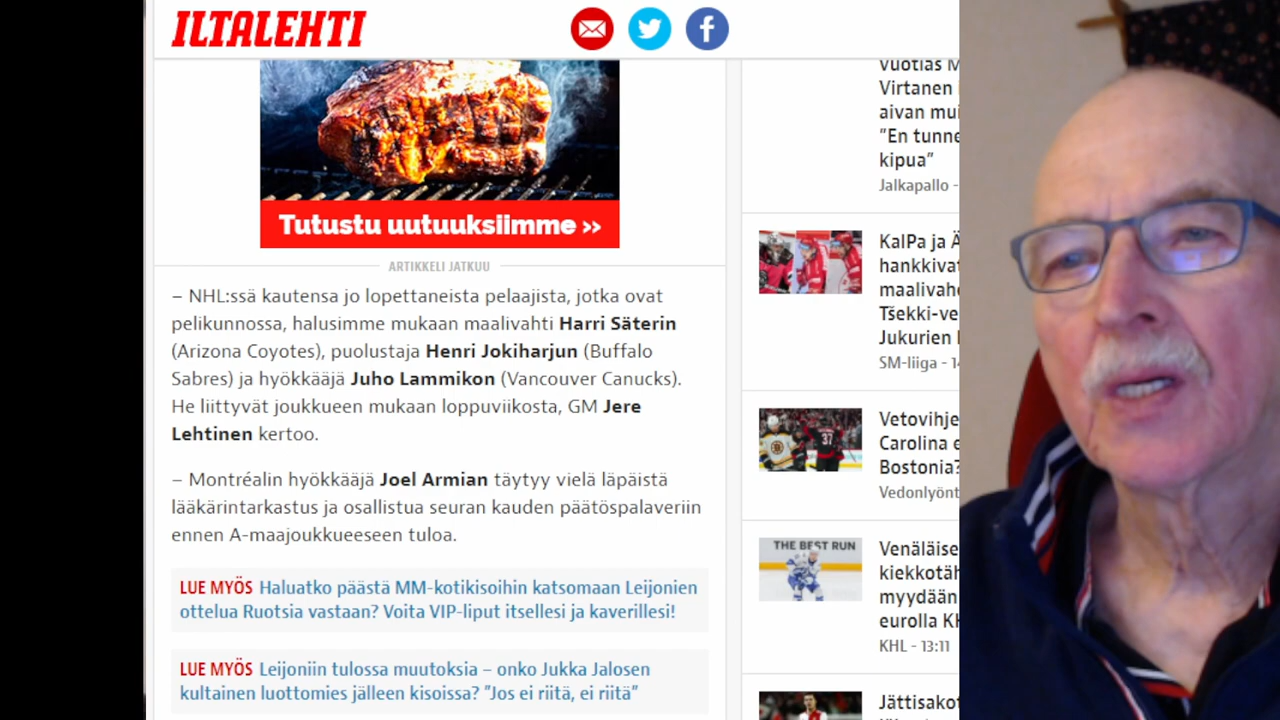 ILTALEHTI
Tutustu uutuuksiimme >>
ARTIKKELI JATKUU
– NHL:ssä kautensa jo lopettaneista pelaajista, jotka ovat
pelikunnossa, halusimme mukaan maalivahti Harri Säterin
(Arizona Coyotes), puolustaja Henri Jokiharjun (Buffalo
Sabres) ja hyökkääjä Juho Lammikon (Vancouver Canucks).
He liittyvät joukkueen mukaan loppuviikosta, GM Jere
Lehtinen kertoo.
– Montréalin hyökkääjä Joel Armian täytyy vielä läpäistä
lääkärintarkastus ja osallistua seuran kauden päätöspalaveriin
ennen A-maajoukkueeseen tuloa.
LUE MYÖS Haluatko päästä MM-kotikisoihin katsomaan Leijonien
ottelua Ruotsia vastaan? Voita VIP-liput itsellesi ja kaverillesi!
LUE MYÖS Leijoniin tulossa muutoksia – onko Jukka Jalosen
kultainen luottomies jälleen kisoissa? ”Jos ei riitä, ei riitä”
vuotias
Virtanen
aivan
”En
kipua”
Jalkapallo -
KalPa ja
hankkivat
Jukurien
SM-liiga -
37
Vetovihje
Carolina
Bostonia?
THE BEST RUN
myydään
eurolla
KHL - 13:11